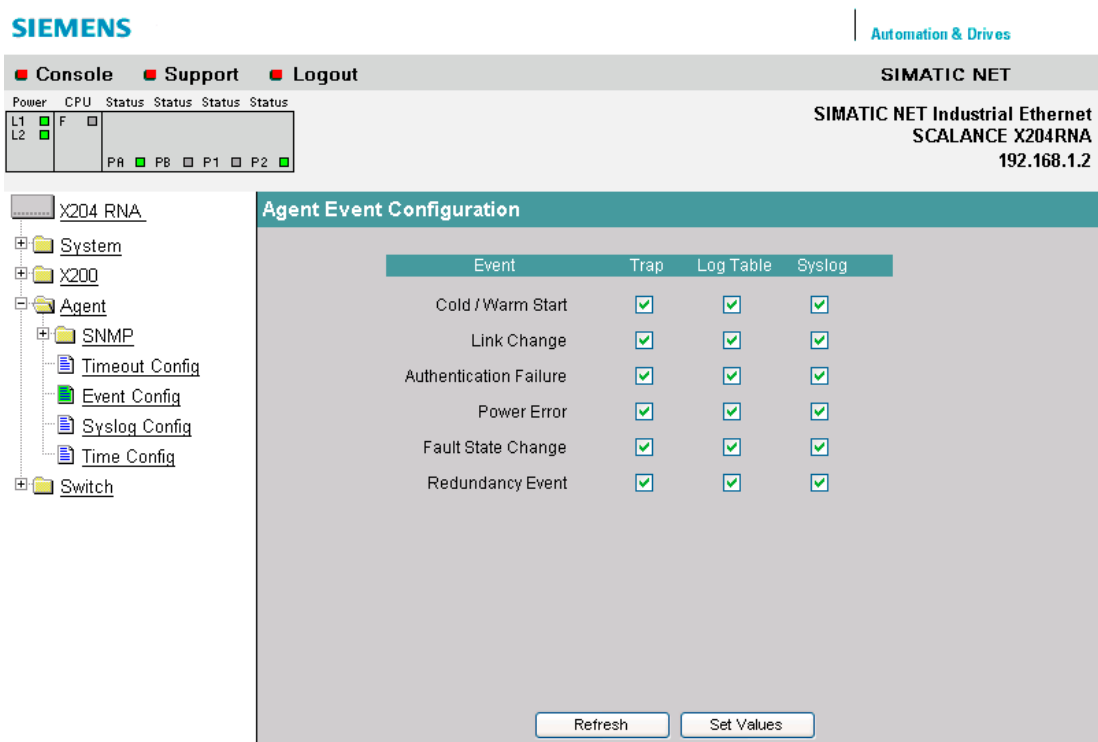 SIEMENS
Automation & Drives
Console Support Logout SIMATIC NET
Power CPU Status Status Status Status
L1 F
L2
PA PB P1 P2
SIMATIC NET Industrial Ethernet
SCALANCE X204RNA
192.168.1.2
X204 RNA
System
X200
Agent
SNMP
Timeout Config
Event Config
Syslog Config
Time Config
Switch
Agent Event Configuration
Event Trap Log Table Syslog
Cold / Warm Start
Link Change
Authentication Failure
Power Error
Fault State Change
Redundancy Event
Refresh Set Values